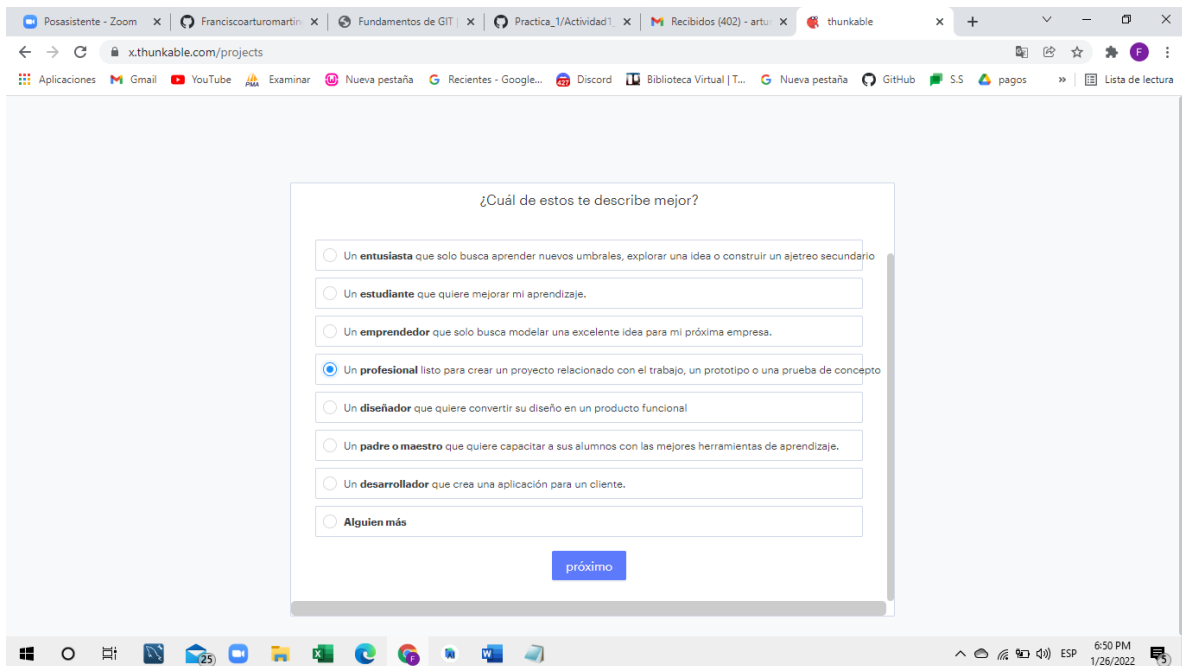 Posasistente - Zoom
Franciscoarturomartin
Fundamentos de GIT |
Practica_1/Actividad1_
Recibidos (402) - artu
thunkable
x.thunkable.com/projects
F
Aplicaciones
Gmail
YouTube
PMA
Examinar
Nueva pestaña
Recientes - Google...
427
Discord
Biblioteca Virtual | T...
Nueva pestaña
GitHub
S.S
pagos
»
Lista de lectura
¿Cuál de estos te describe mejor?
Un entusiasta que solo busca aprender nuevos umbrales, explorar una idea o construir un ajetreo secundario
Un estudiante que quiere mejorar mi aprendizaje.
Un emprendedor que solo busca modelar una excelente idea para mi próxima empresa.
Un profesional listo para crear un proyecto relacionado con el trabajo, un prototipo o una prueba de concepto
Un diseñador que quiere convertir su diseño en un producto funcional
Un padre o maestro que quiere capacitar a sus alumnos con las mejores herramientas de aprendizaje.
Un desarrollador que crea una aplicación para un cliente.
Alguien más
próximo
25
ESP
6:50 PM
1/26/2022
5